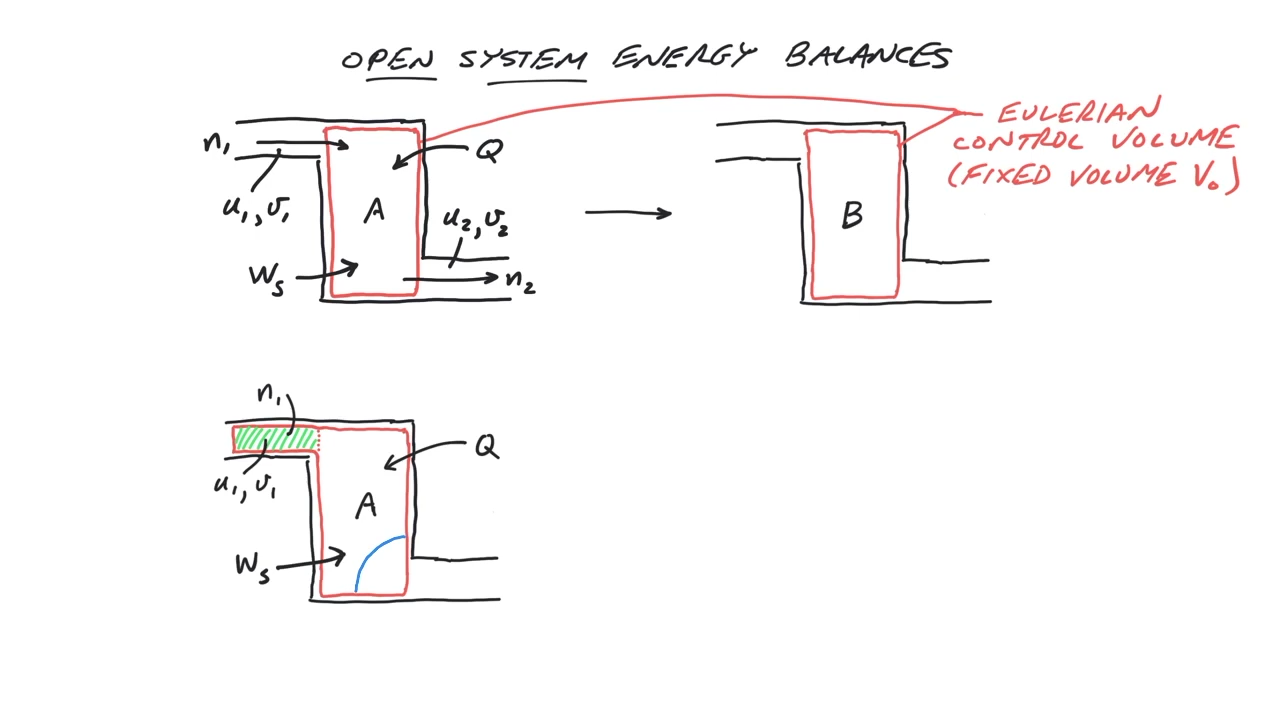 OPEN SYSTEM ENERGY BALANCES
n₁
Q
u₁, v₁
A
u₂, v₂
Wₛ
n₂
B
EULERIAN
CONTROL VOLUME
(FIXED VOLUME V₀)
n₁
Q
u₁, v₁
A
Wₛ